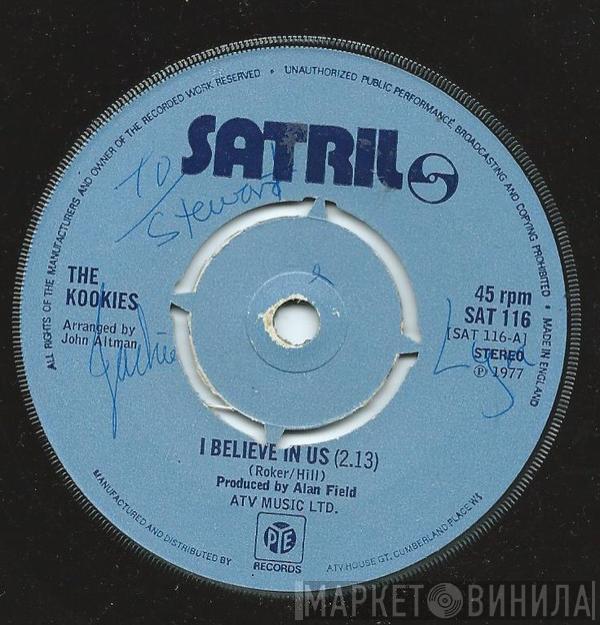 ALL RIGHTS OF THE MANUFACTURERS AND OWNER OF THE RECORDED WORK RESERVED • UNAUTHORIZED PUBLIC PERFORMANCE, BROADCASTING AND COPYING PROHIBITED • MADE IN ENGLAND
SATRIL
TO
Stewart
THE
KOOKIES
Arranged by
John Altman
Jackie
45 rpm
SAT 116
[SAT 116-A]
STEREO
Ⓟ 1977
I BELIEVE IN US (2.13)
(Roker/Hill)
Produced by Alan Field
ATV MUSIC LTD.
PYE
RECORDS
MANUFACTURED AND DISTRIBUTED BY
ATV HOUSE GT. CUMBERLAND PLACE W1
МАРКЕТ ВИНИЛА